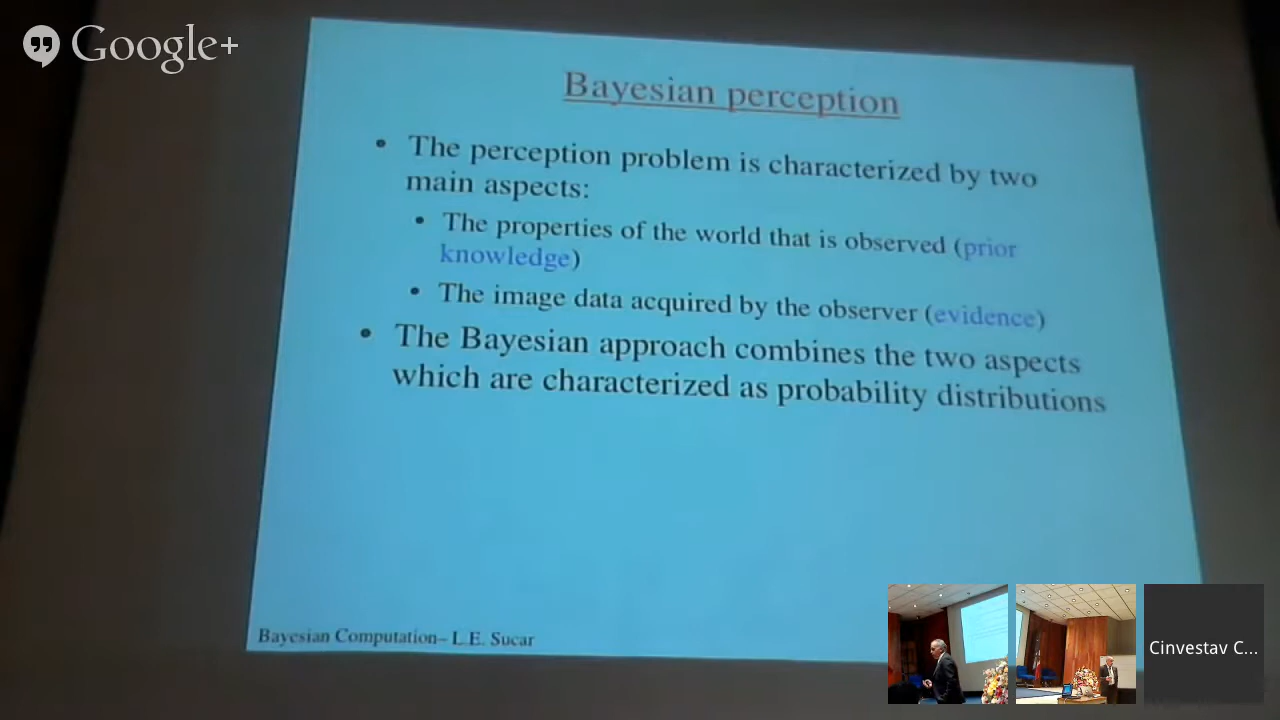 Google+
Bayesian perception
• The perception problem is characterized by two
main aspects:
• The properties of the world that is observed (prior
knowledge)
• The image data acquired by the observer (evidence)
• The Bayesian approach combines the two aspects
which are characterized as probability distributions
Bayesian Computation– L.E. Sucar
Cinvestav C...